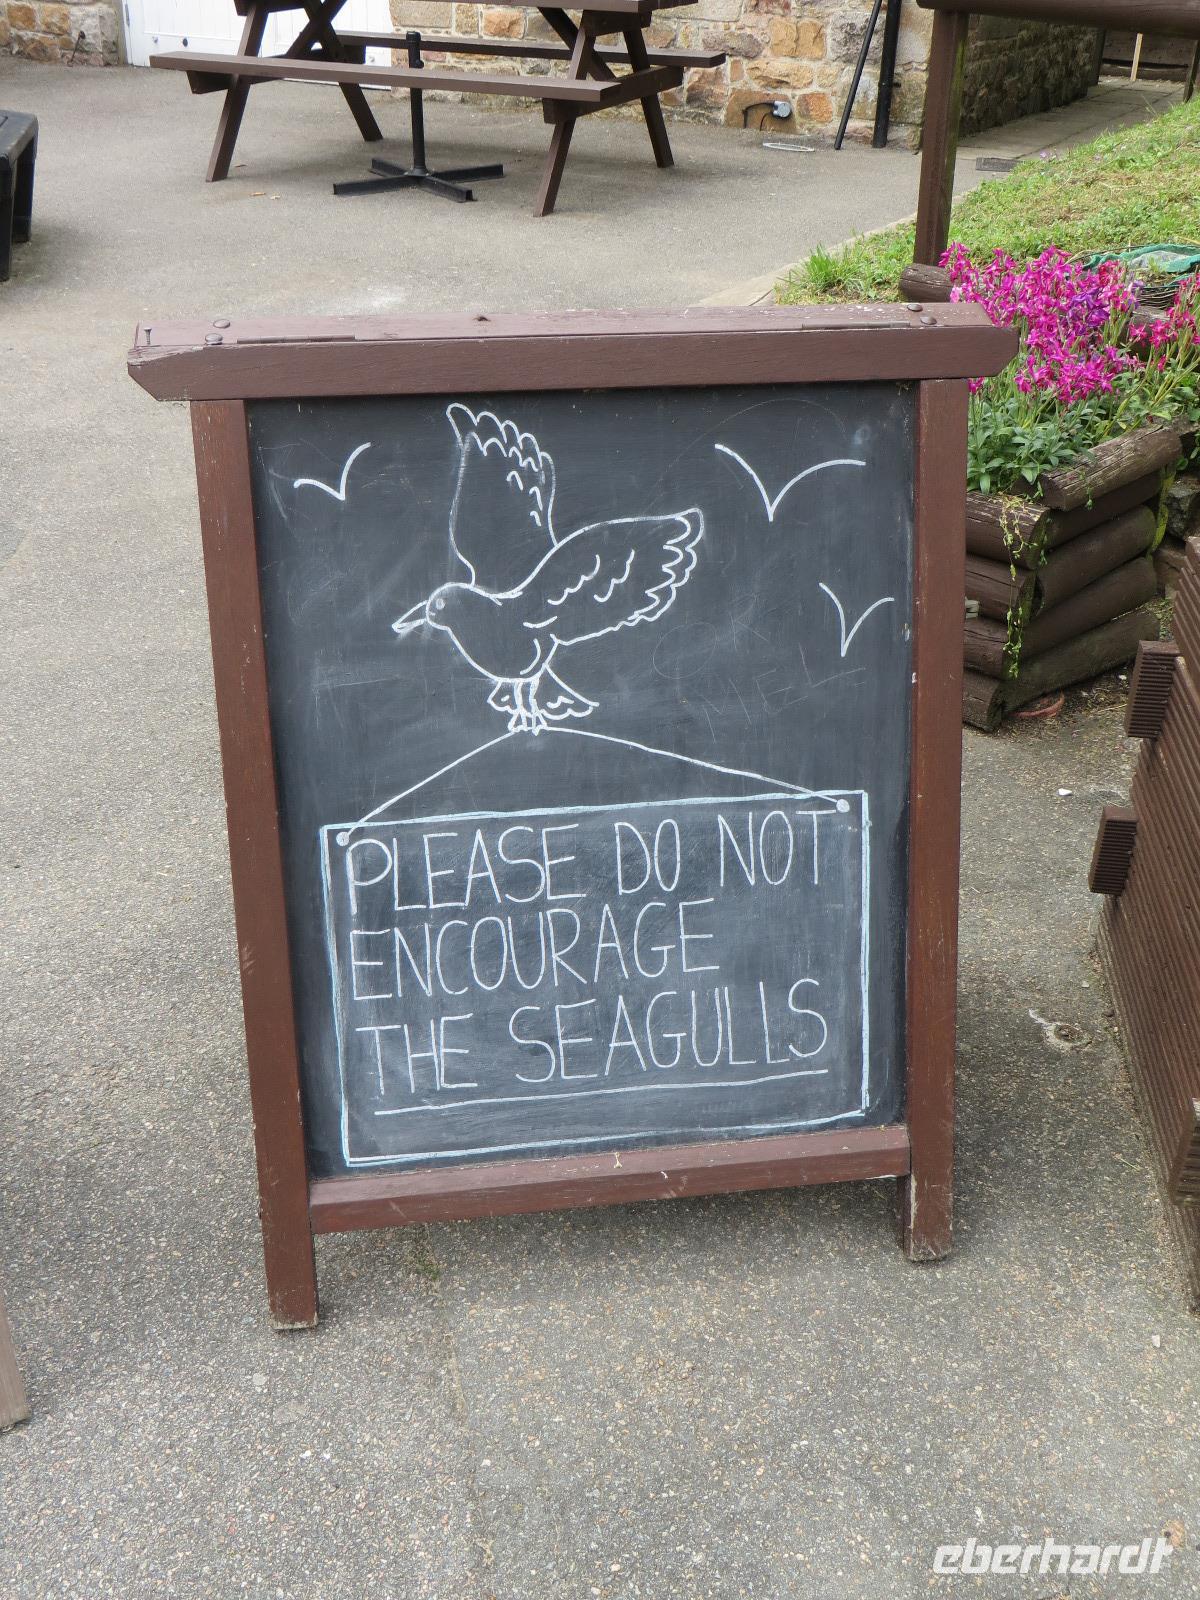 PLEASE DO NOT
ENCOURAGE
THE SEAGULLS
eberhardt